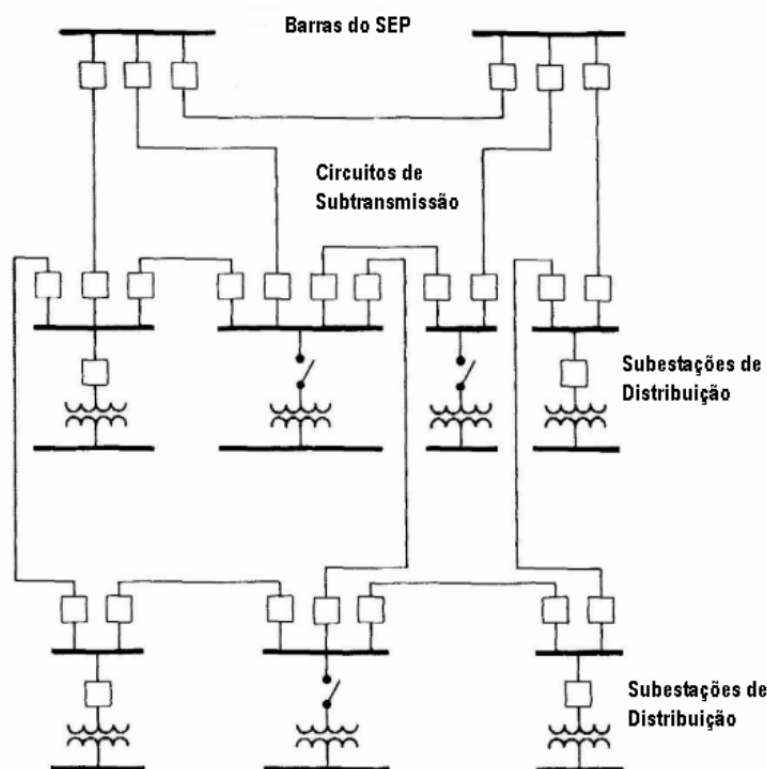 Barras do SEP
Circuitos de
Subtransmissão
Subestações de
Distribuição
Subestações de
Distribuição